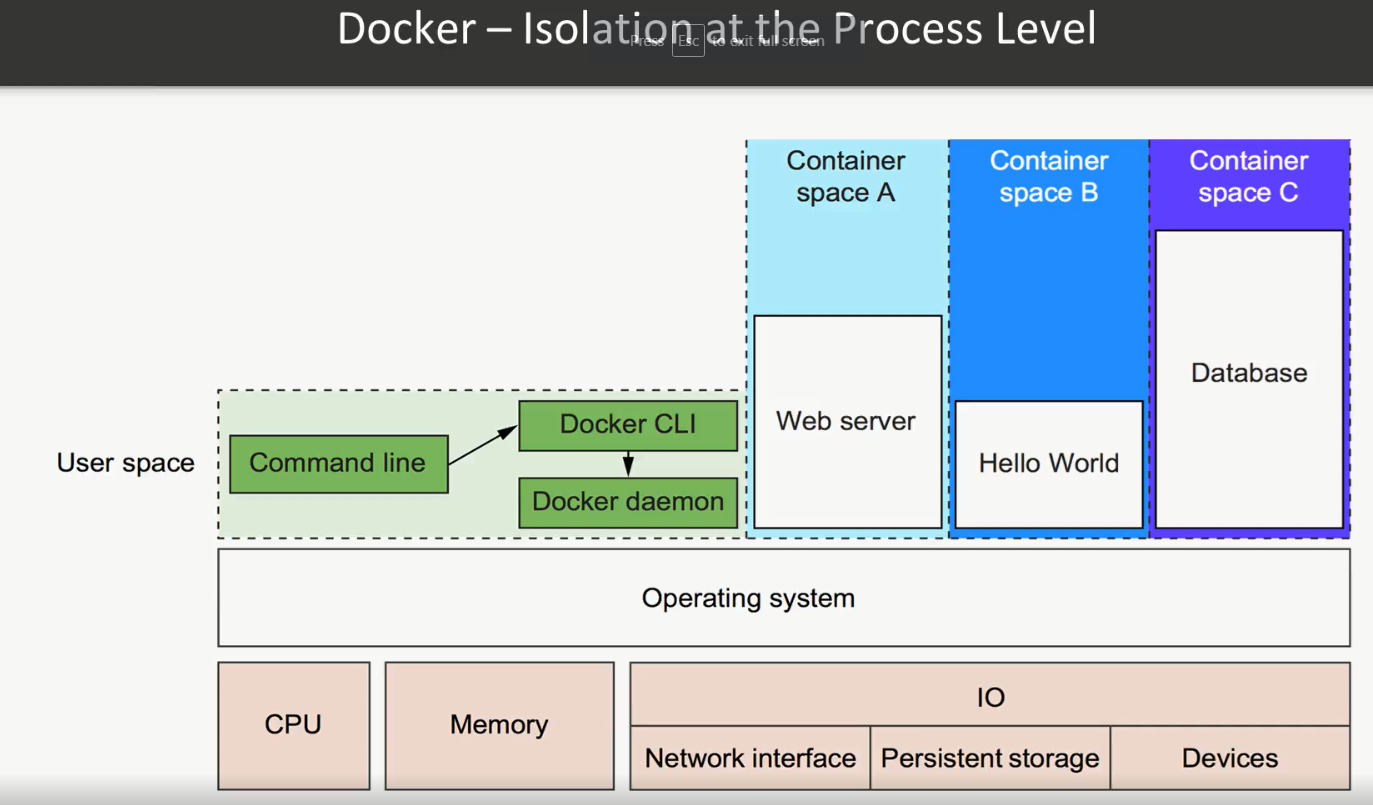 Docker – Isolation at the Process Level
Press Esc to exit full screen
Container
space A
Container
space B
Container
space C
Web server
Hello World
Database
User space
Command line
Docker CLI
Docker daemon
Operating system
CPU
Memory
IO
Network interface
Persistent storage
Devices